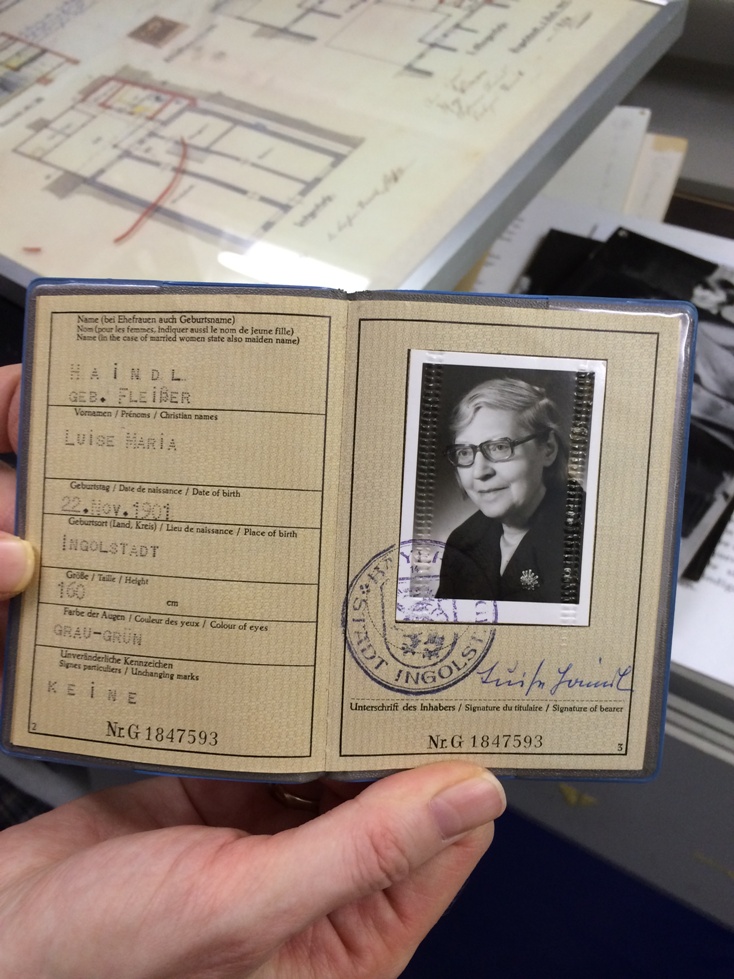 Name (bei Ehefrauen auch Geburtsname)
Nom (pour les femmes, indiquer aussi le nom de jeune fille)
Name (in the case of married women state also maiden name)
HAiNDL
GEB. FLEiẞER
Vornamen / Prénoms / Christian names
LUiSE MARiA
Geburtstag / Date de naissance / Date of birth
22.Nov.1901
Geburtsort (Land, Kreis) / Lieu de naissance / Place of birth
iNGOLSTADT
Größe / Taille / Height
160
cm
Farbe der Augen / Couleur des yeux / Colour of eyes
GRAU-GRÜN
Unveränderliche Kennzeichen
Signes particuliers / Unchanging marks
KEiNE
2
Nr. G 1847593
STADT INGOLST
Luise Haindl
Unterschrift des Inhabers / Signature du titulaire / Signature of bearer
Nr. G 1847593
3